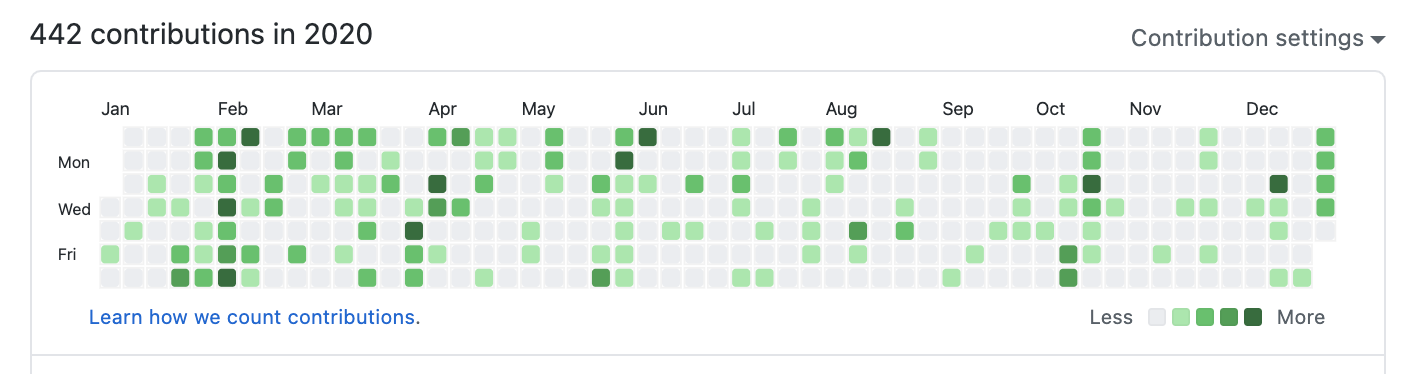 442 contributions in 2020
Contribution settings
Jan Feb Mar Apr May Jun Jul Aug Sep Oct Nov Dec
Mon
Wed
Fri
Learn how we count contributions.
Less More